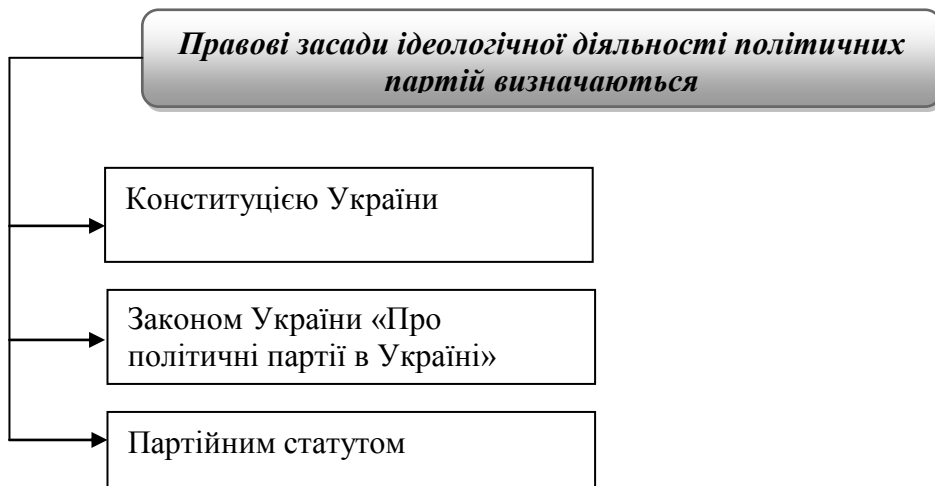 Правові засади ідеологічної діяльності політичних
партій визначаються
Конституцією України
Законом України «Про
політичні партії в Україні»
Партійним статутом